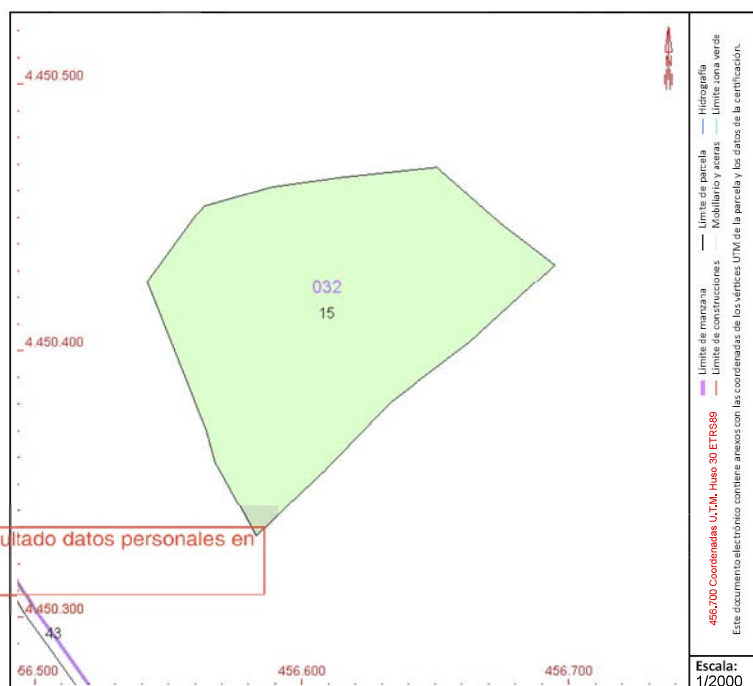 4.450.500
N
032
15
4.450.400
ultado datos personales en
4.450.300
43
66.500
456.600
456.700
456.700 Coordenadas U.T.M. Huso 30 ETRS89
Límite de manzana
Límite de parcela
Hidrografía
Límite de construcciones
Mobiliario y aceras
Límite zona verde
Este documento electrónico contiene anexos con las coordenadas de los vértices UTM de la parcela y los datos de la certificación.
Escala:
1/2000